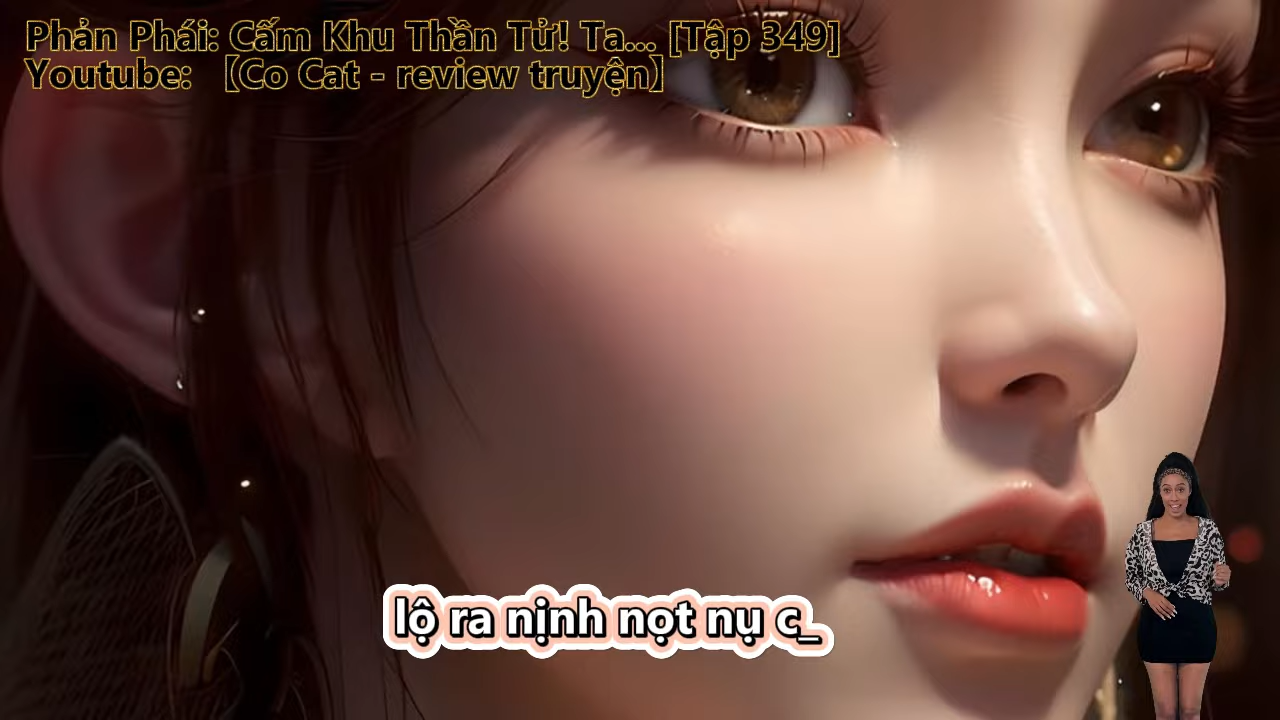 Phản Phái: Cấm Khu Thần Tử! Ta... [Tập 349]
Youtube: 【Co Cat - review truyện】
lộ ra nịnh nọt nụ c_